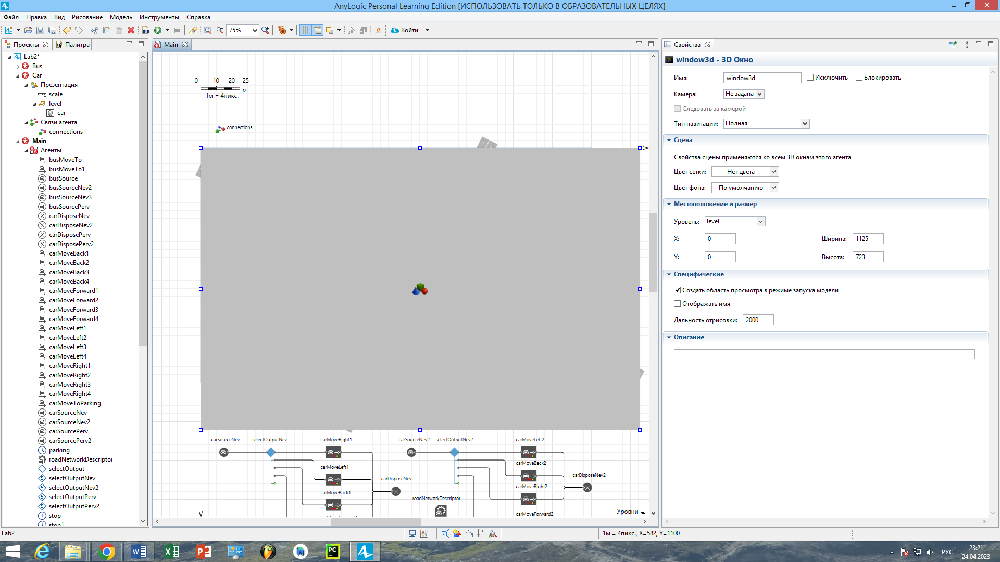 AnyLogic Personal Learning Edition [ИСПОЛЬЗОВАТЬ ТОЛЬКО В ОБРАЗОВАТЕЛЬНЫХ ЦЕЛЯХ]
Файл Правка Вид Рисование Модель Инструменты Справка
75% Войти
Проекты Палитра
Lab2*
Bus
Car
Презентация
scale
level
car
Связи агента
connections
Main
Агенты
busMoveTo
busMoveTo1
busSource
busSourceNev2
busSourceNev3
busSourcePerv
carDisposeNev
carDisposeNev2
carDisposePerv
carDisposePerv2
carMoveBack1
carMoveBack2
carMoveBack3
carMoveBack4
carMoveForward1
carMoveForward2
carMoveForward3
carMoveForward4
carMoveLeft1
carMoveLeft2
carMoveLeft3
carMoveLeft4
carMoveRight1
carMoveRight2
carMoveRight3
carMoveRight4
carMoveToParking
carSourceNev
carSourceNev2
carSourcePerv
carSourcePerv2
parking
roadNetworkDescriptor
selectOutput
selectOutputNev
selectOutputNev2
selectOutputPerv
selectOutputPerv2
stop
stop1
Main
0 10 20 25
м
1м = 4пикс.
connections
carSourceNev selectOutputNev carMoveRight1 carSourceNev2 selectOutputNev2 carMoveLeft2
carMoveBack2
carMoveLeft1
carDisposeNev carDisposeNev2
carMoveRight2
carMoveBack1
roadNetworkDescriptor
carMoveForward2
carMoveForward1
Уровни
Свойства
window3d - 3D Окно
Имя: window3d Исключить Блокировать
Камера: Не задана
Следовать за камерой
Тип навигации: Полная
Сцена
Свойства сцены применяются ко всем 3D окнам этого агента
Цвет сетки: Нет цвета
Цвет фона: По умолчанию
Местоположение и размер
Уровень: level
X: 0 Ширина: 1125
Y: 0 Высота: 723
Специфические
Создать область просмотра в режиме запуска модели
Отображать имя
Дальность отрисовки: 2000
Описание
Lab2 1м = 4пикс., X=582, Y=1100
РУС
23:21
24.04.2023